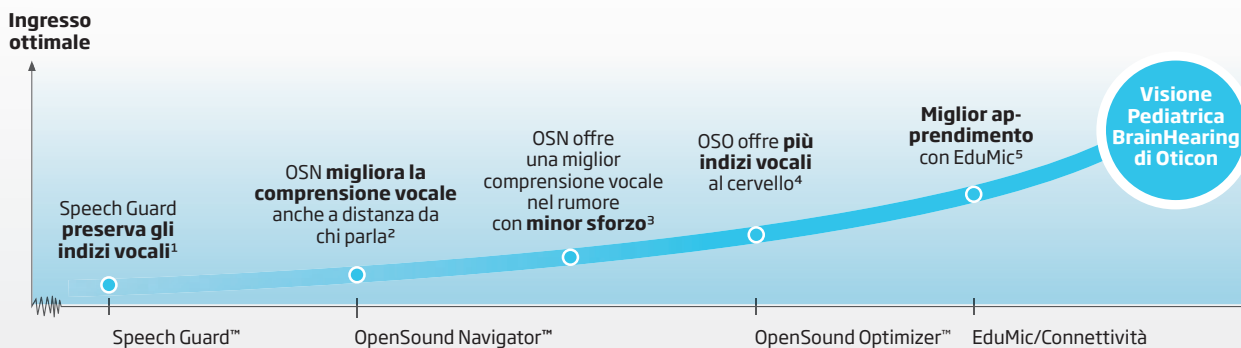 Ingresso
ottimale
Speech Guard
preserva gli
indizi vocali¹
OSN migliora la
comprensione vocale
anche a distanza da
chi parla²
OSN offre
una miglior
comprensione vocale
nel rumore
con minor sforzo³
OSO offre più
indizi vocali
al cervello⁴
Miglior ap-
prendimento
con EduMic⁵
Visione
Pediatrica
BrainHearing
di Oticon
Speech Guard™
OpenSound Navigator™
OpenSound Optimizer™
EduMic/Connettività